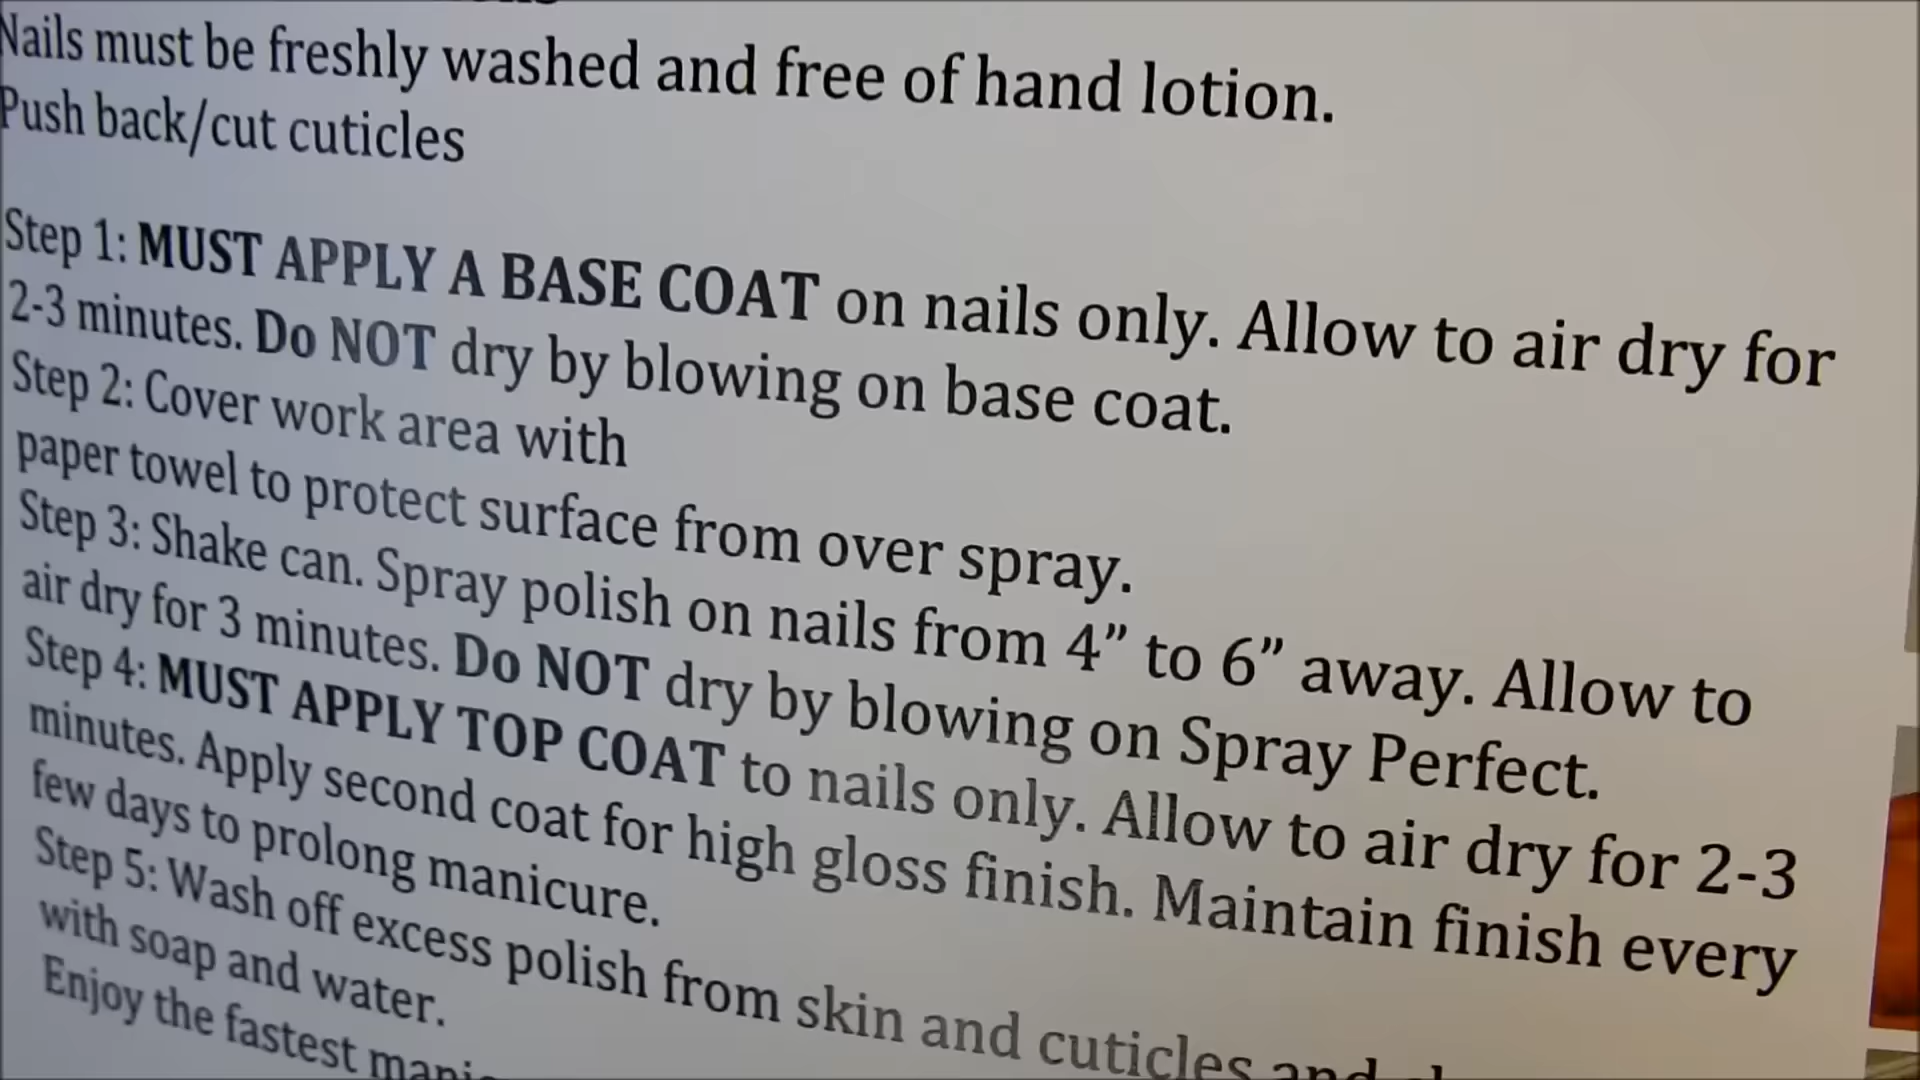 Nails must be freshly washed and free of hand lotion.
Push back/cut cuticles
Step 1: MUST APPLY A BASE COAT on nails only. Allow to air dry for
2-3 minutes. Do NOT dry by blowing on base coat.
Step 2: Cover work area with
paper towel to protect surface from over spray.
Step 3: Shake can. Spray polish on nails from 4” to 6” away. Allow to
air dry for 3 minutes. Do NOT dry by blowing on Spray Perfect.
Step 4: MUST APPLY TOP COAT to nails only. Allow to air dry for 2-3
minutes. Apply second coat for high gloss finish. Maintain finish every
few days to prolong manicure.
Step 5: Wash off excess polish from skin and cuticles and
with soap and water.
Enjoy the fastest